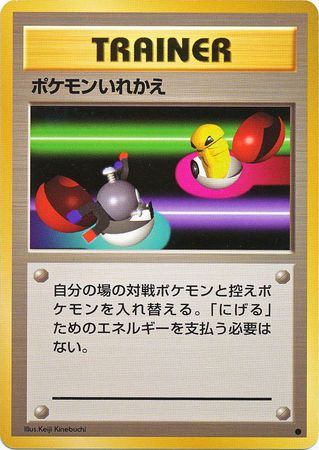 TRAINER
ポケモンいれかえ
自分の場の対戦ポケモンと控えポ
ケモンを入れ替える。「にげる」
ためのエネルギーを支払う必要は
ない。
Illus.Keiji Kinebuchi